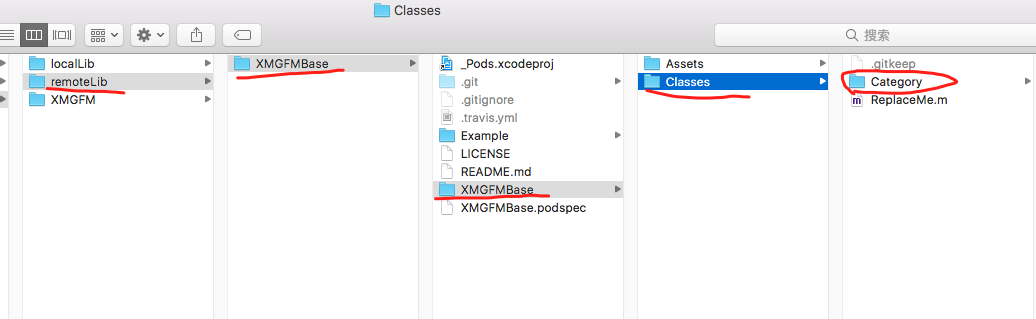 Classes
搜索
localLib
remoteLib
XMGFM
XMGFMBase
_Pods.xcodeproj
.git
.gitignore
.travis.yml
Example
LICENSE
README.md
XMGFMBase
XMGFMBase.podspec
Assets
Classes
.gitkeep
Category
ReplaceMe.m